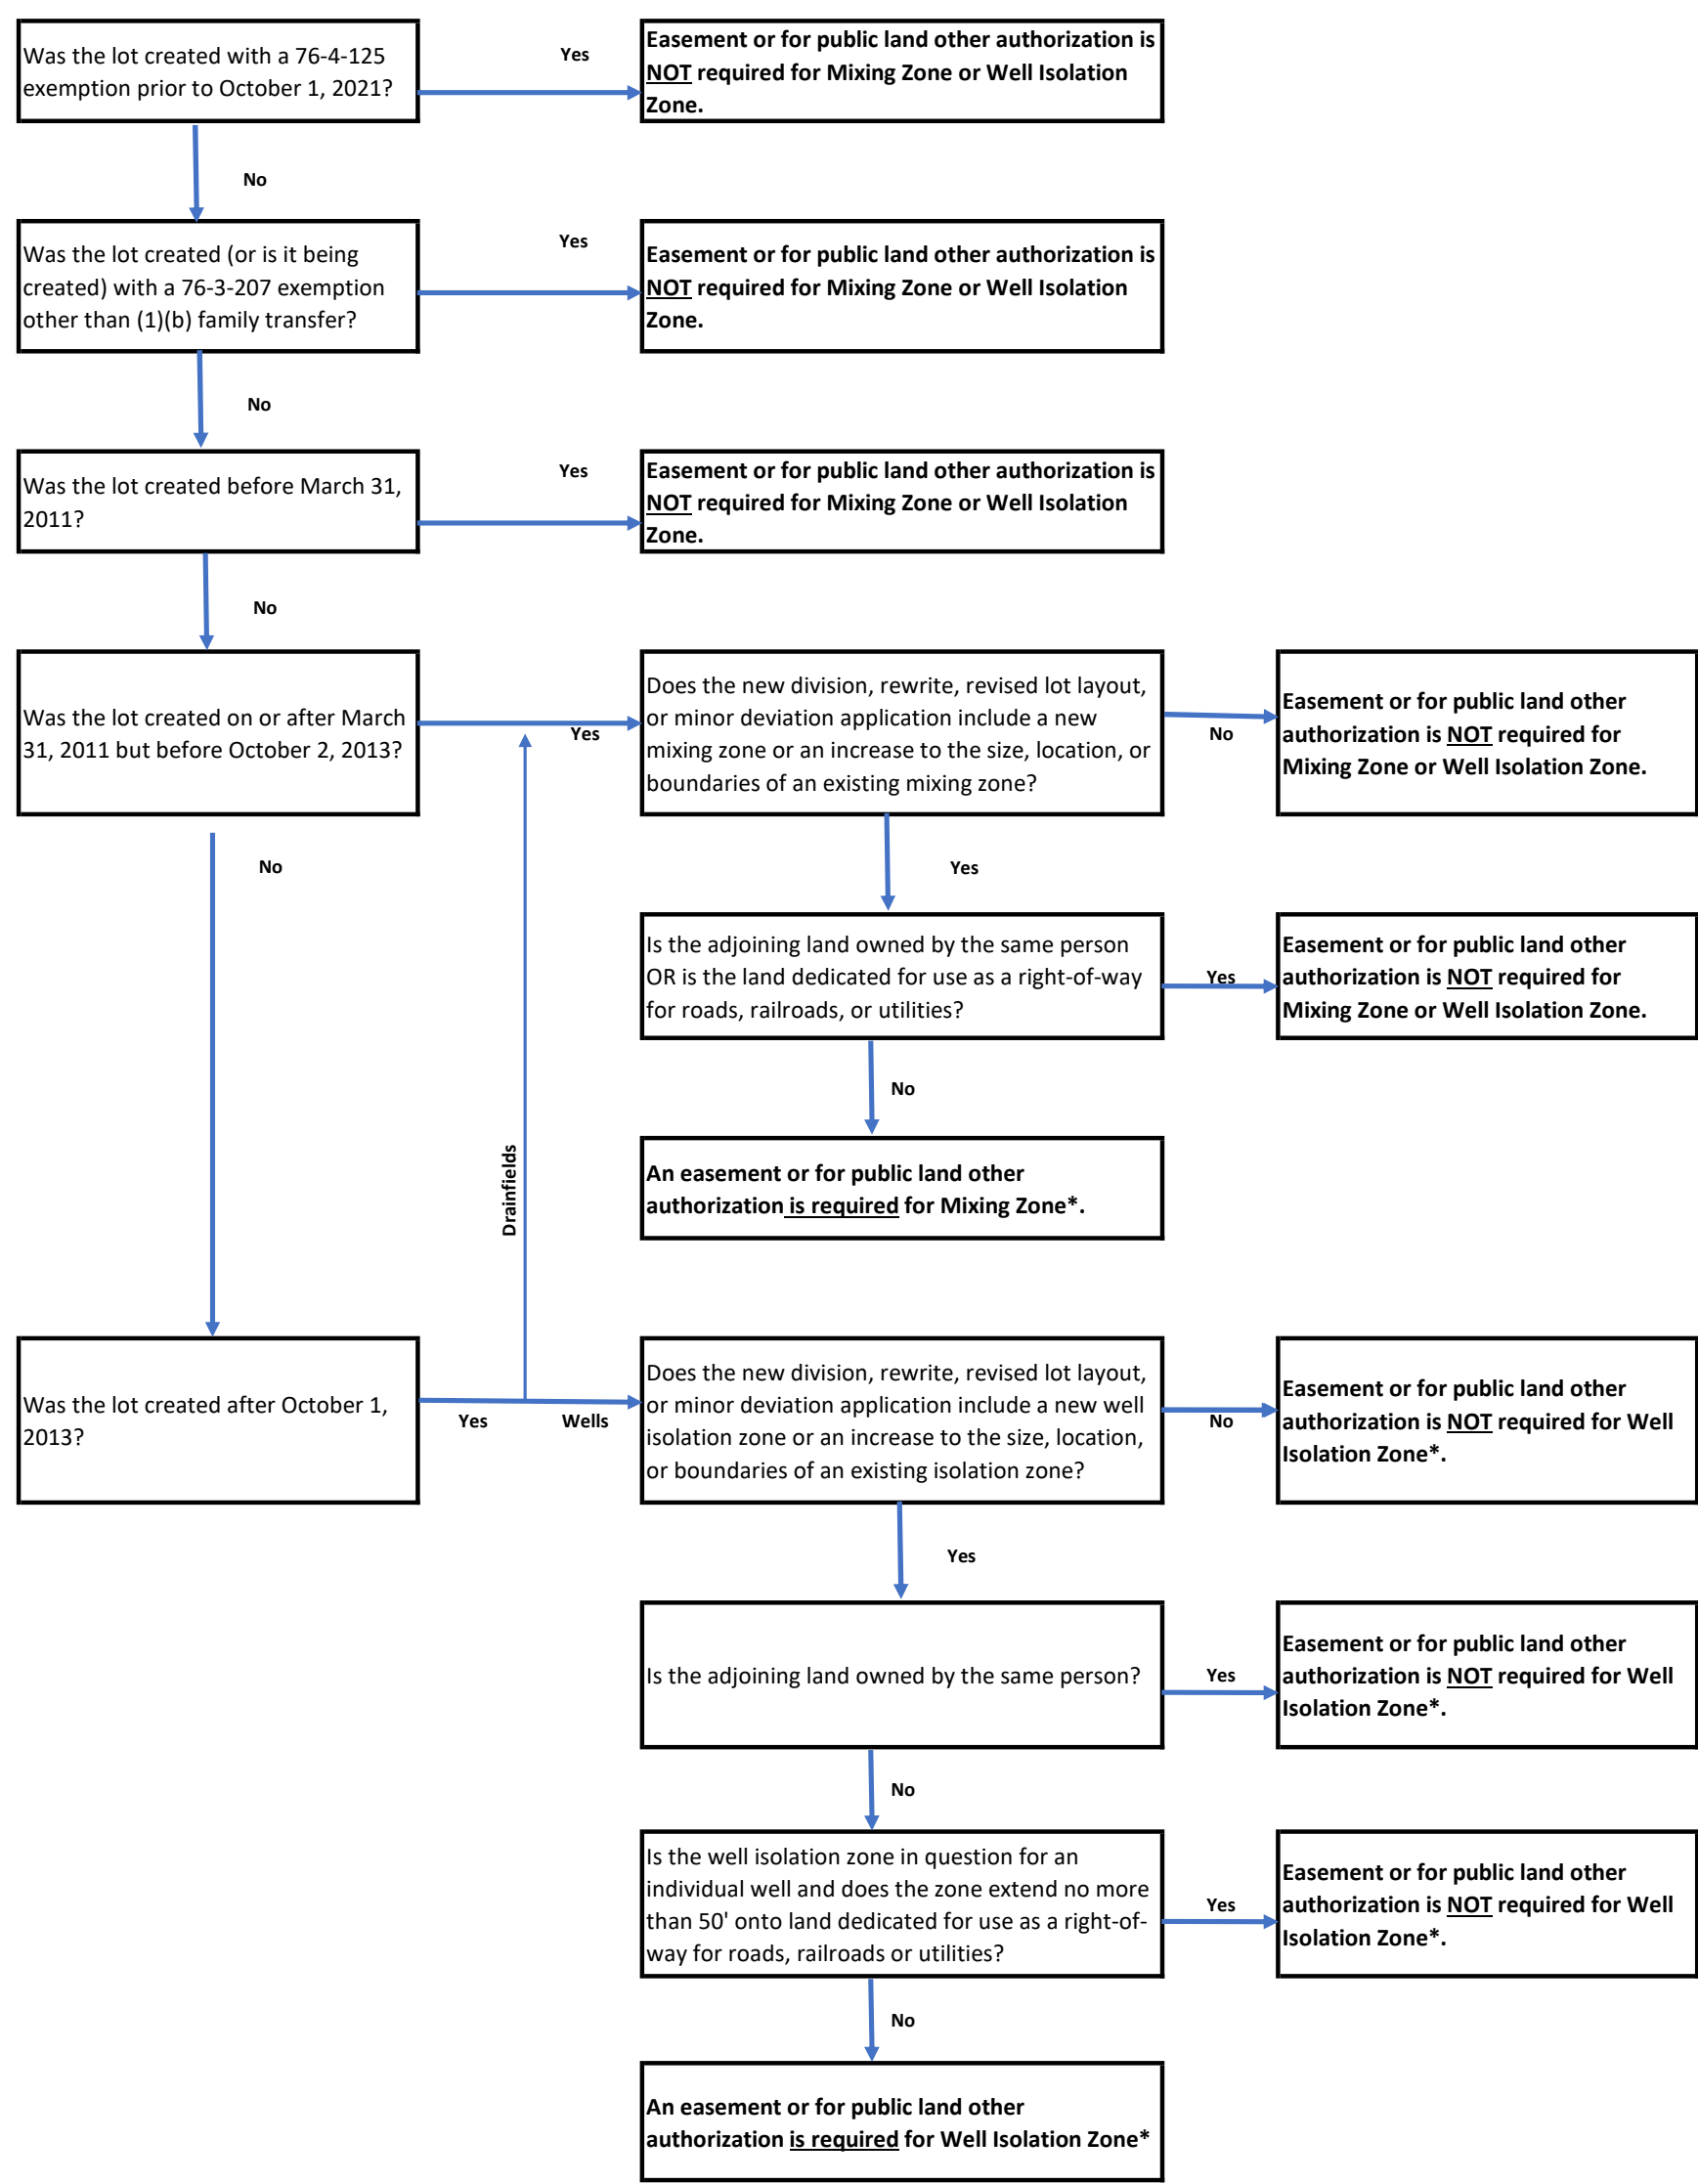 Was the lot created with a 76-4-125
exemption prior to October 1, 2021?
Yes
Easement or for public land other authorization is
NOT required for Mixing Zone or Well Isolation
Zone.
No
Was the lot created (or is it being
created) with a 76-3-207 exemption
other than (1)(b) family transfer?
Yes
Easement or for public land other authorization is
NOT required for Mixing Zone or Well Isolation
Zone.
No
Was the lot created before March 31,
2011?
Yes
Easement or for public land other authorization is
NOT required for Mixing Zone or Well Isolation
Zone.
No
Was the lot created on or after March
31, 2011 but before October 2, 2013?
Yes
Does the new division, rewrite, revised lot layout,
or minor deviation application include a new
mixing zone or an increase to the size, location, or
boundaries of an existing mixing zone?
No
Easement or for public land other
authorization is NOT required for
Mixing Zone or Well Isolation Zone.
No
Yes
Is the adjoining land owned by the same person
OR is the land dedicated for use as a right-of-way
for roads, railroads, or utilities?
Yes
Easement or for public land other
authorization is NOT required for
Mixing Zone or Well Isolation Zone.
No
An easement or for public land other
authorization is required for Mixing Zone*.
Drainfields
Was the lot created after October 1,
2013?
Yes
Wells
Does the new division, rewrite, revised lot layout,
or minor deviation application include a new well
isolation zone or an increase to the size, location,
or boundaries of an existing isolation zone?
No
Easement or for public land other
authorization is NOT required for Well
Isolation Zone*.
Yes
Is the adjoining land owned by the same person?
Yes
Easement or for public land other
authorization is NOT required for Well
Isolation Zone*.
No
Is the well isolation zone in question for an
individual well and does the zone extend no more
than 50' onto land dedicated for use as a right-of-
way for roads, railroads or utilities?
Yes
Easement or for public land other
authorization is NOT required for Well
Isolation Zone*.
No
An easement or for public land other
authorization is required for Well Isolation Zone*